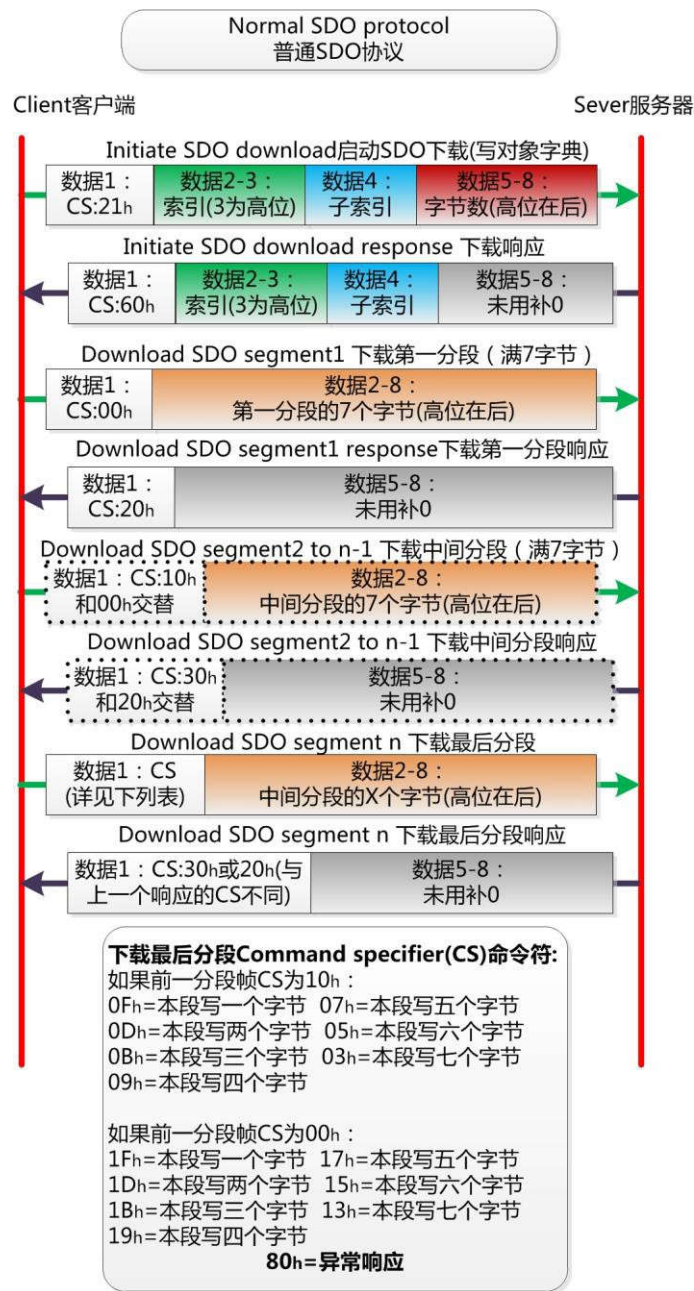 Normal SDO protocol
普通SDO协议
Client客户端
Sever服务器
Initiate SDO download启动SDO下载(写对象字典)
数据1：
CS:21h
数据2-3：
索引(3为高位)
数据4：
子索引
数据5-8：
字节数(高位在后)
Initiate SDO download response 下载响应
数据1：
CS:60h
数据2-3：
索引(3为高位)
数据4：
子索引
数据5-8：
未用补0
Download SDO segment1 下载第一分段（满7字节）
数据1：
CS:00h
数据2-8：
第一分段的7个字节(高位在后)
Download SDO segment1 response下载第一分段响应
数据1：
CS:20h
数据5-8：
未用补0
Download SDO segment2 to n-1 下载中间分段（满7字节）
数据1：CS:10h
和00h交替
数据2-8：
中间分段的7个字节(高位在后)
Download SDO segment2 to n-1 下载中间分段响应
数据1：CS:30h
和20h交替
数据5-8：
未用补0
Download SDO segment n 下载最后分段
数据1：CS
(详见下列表)
数据2-8：
中间分段的X个字节(高位在后)
Download SDO segment n 下载最后分段响应
数据1：CS:30h或20h(与
上一个响应的CS不同)
数据5-8：
未用补0
下载最后分段Command specifier(CS)命令符:
如果前一分段帧CS为10h：
0Fh=本段写一个字节 07h=本段写五个字节
0Dh=本段写两个字节 05h=本段写六个字节
0Bh=本段写三个字节 03h=本段写七个字节
09h=本段写四个字节
如果前一分段帧CS为00h：
1Fh=本段写一个字节 17h=本段写五个字节
1Dh=本段写两个字节 15h=本段写六个字节
1Bh=本段写三个字节 13h=本段写七个字节
19h=本段写四个字节
80h=异常响应